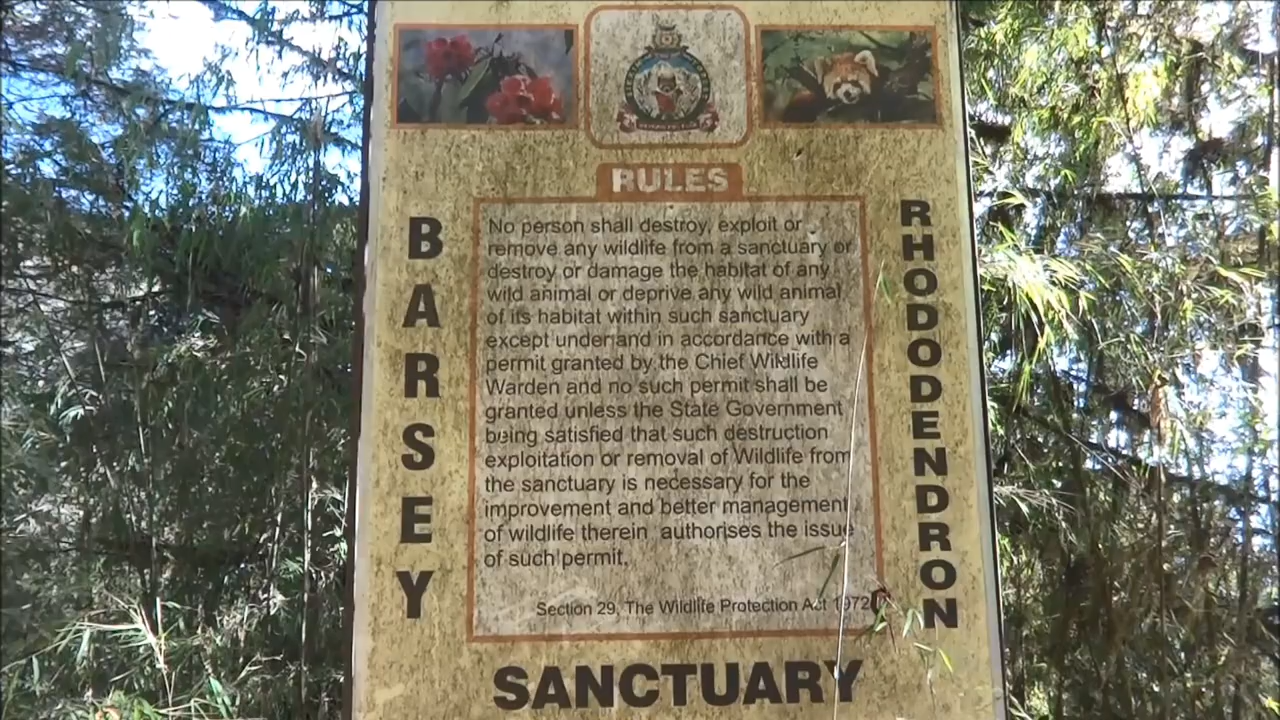 RULES
BARSEY
No person shall destroy, exploit or
remove any wildlife from a sanctuary or
destroy or damage the habitat of any
wild animal or deprive any wild animal
of its habitat within such sanctuary
except under and in accordance with a
permit granted by the Chief Wildlife
Warden and no such permit shall be
granted unless the State Government
being satisfied that such destruction
exploitation or removal of Wildlife from
the sanctuary is necessary for the
improvement and better management
of wildlife therein authorises the issue
of such permit.
Section 29, The Wildlife Protection Act 1972
RHODODENDRON
SANCTUARY